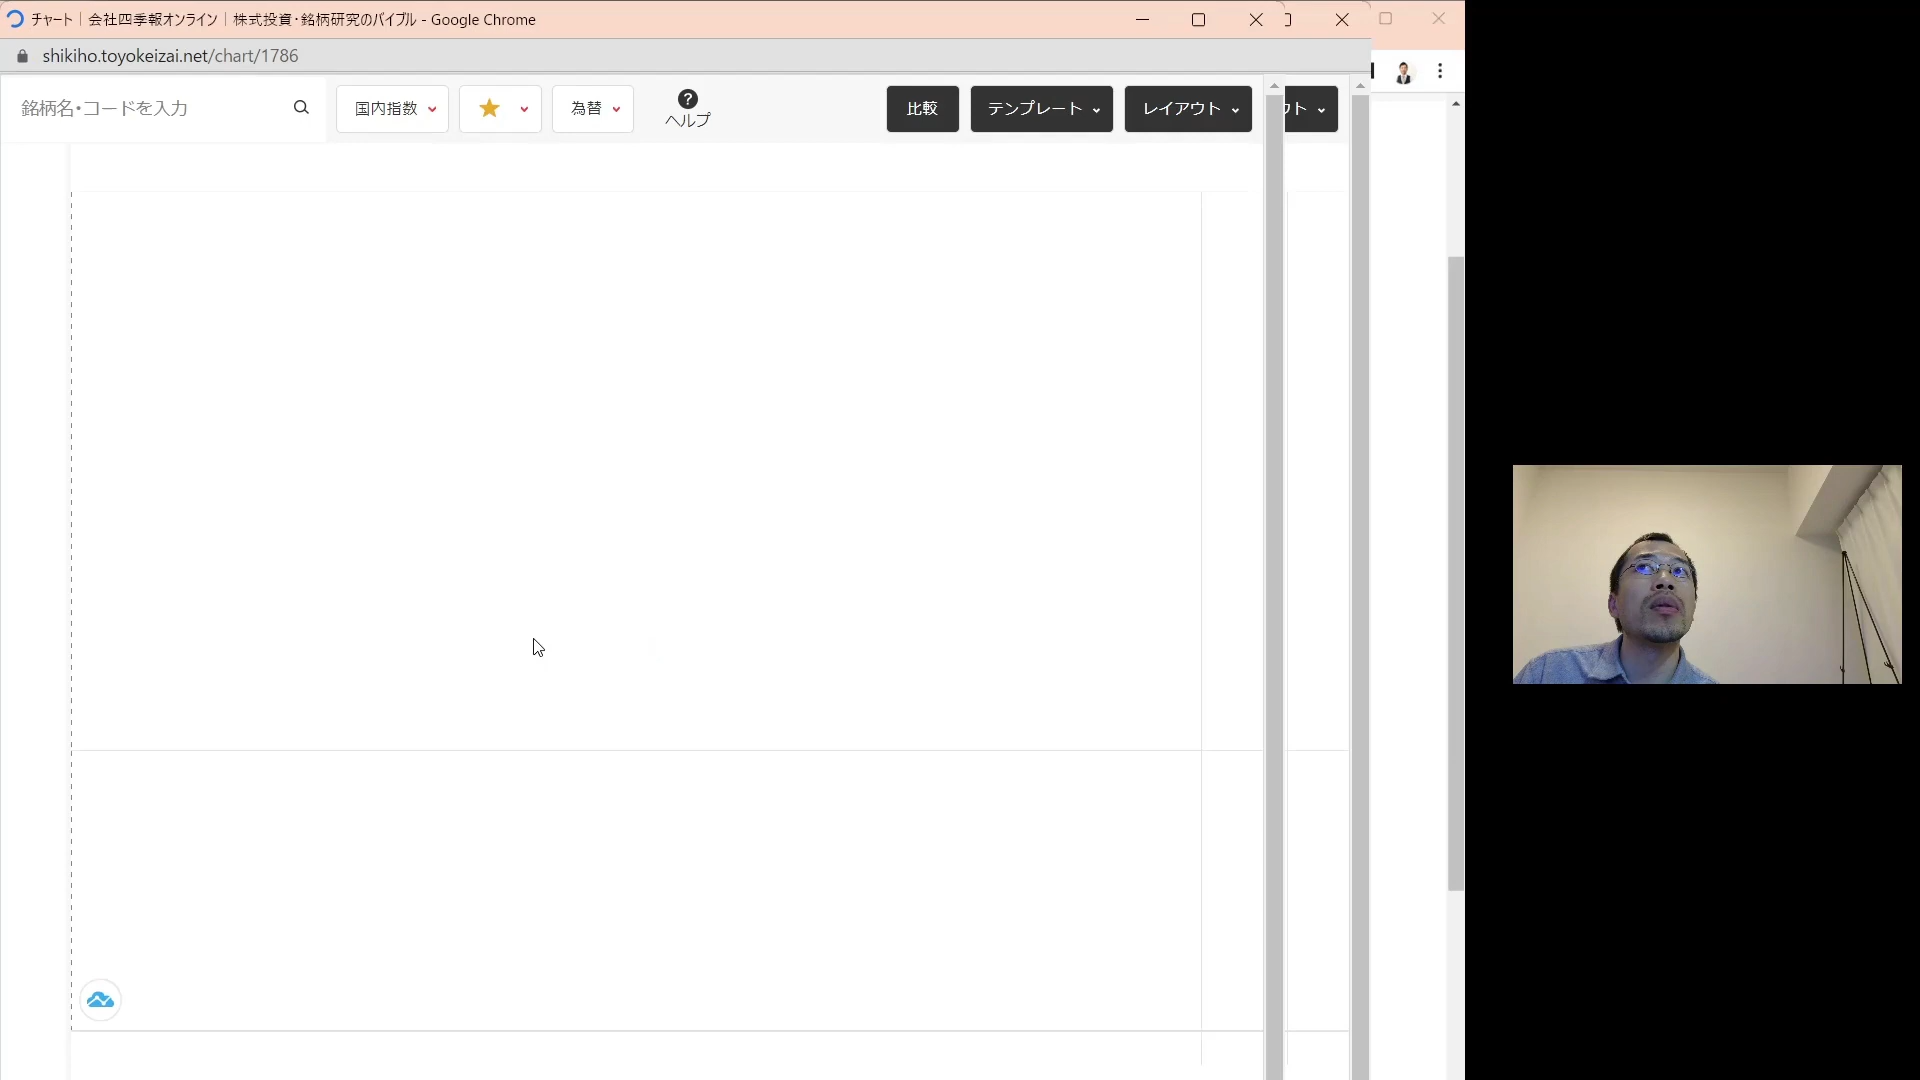 チャート｜会社四季報オンライン｜株式投資・銘柄研究のバイブル - Google Chrome
shikiho.toyokeizai.net/chart/1786
銘柄名・コードを入力
国内指数
為替
?
ヘルプ
比較
テンプレート
レイアウト
ウト